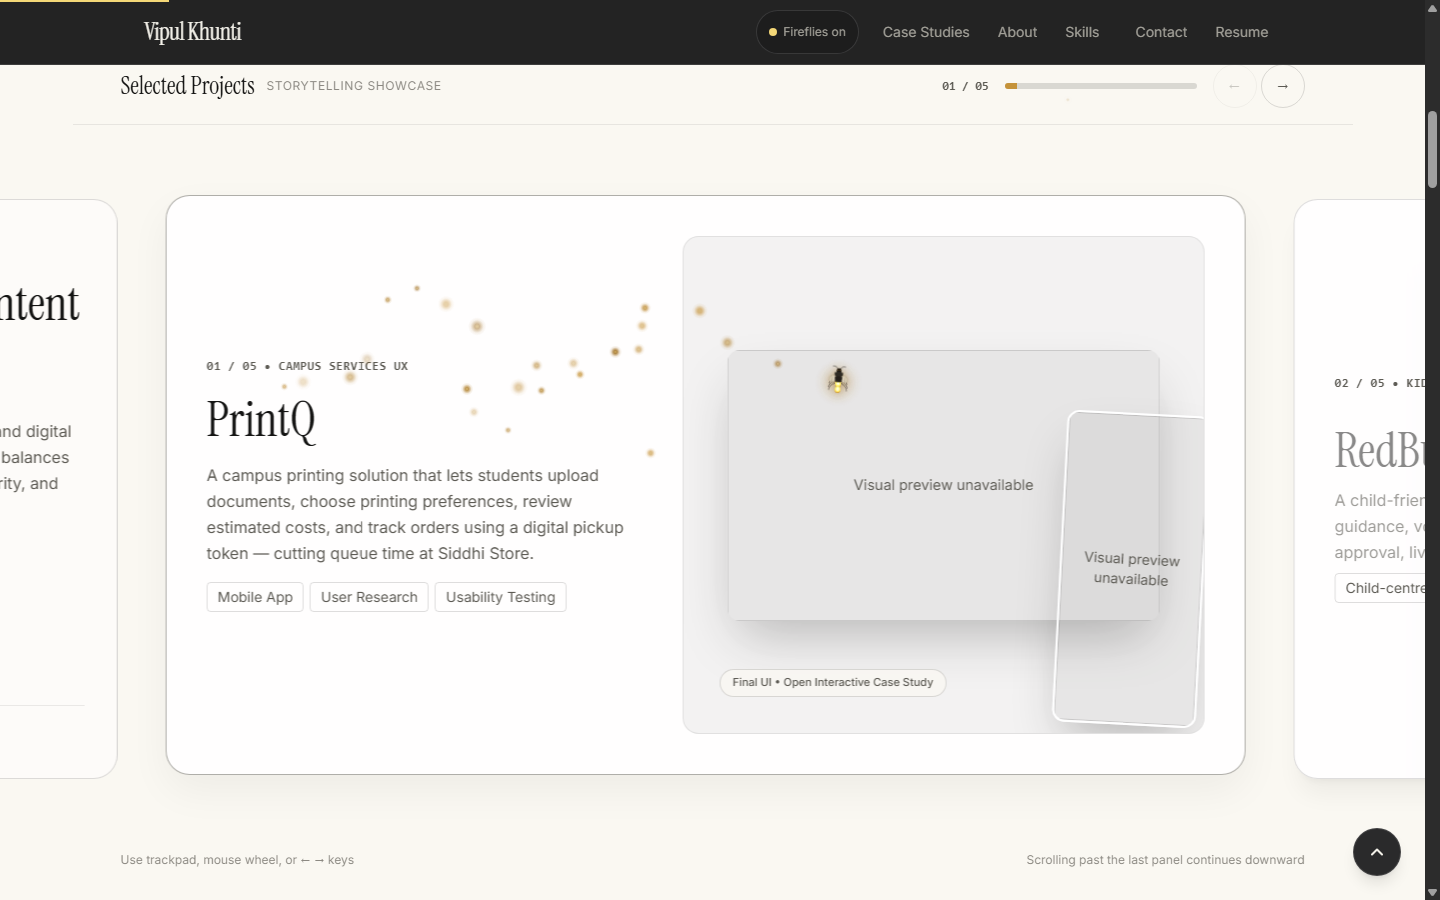 Vipul Khunti
Fireflies on
Case Studies
About
Skills
Contact
Resume
Selected Projects
STORYTELLING SHOWCASE
01 / 05
← →
ntent
and digital
balances
rity, and
01 / 05 • CAMPUS SERVICES UX
PrintQ
A campus printing solution that lets students upload
documents, choose printing preferences, review
estimated costs, and track orders using a digital pickup
token — cutting queue time at Siddhi Store.
Mobile App
User Research
Usability Testing
Visual preview unavailable
Visual preview
unavailable
Final UI • Open Interactive Case Study
02 / 05 • KID
RedBu
A child-frien
guidance, vo
approval, liv
Child-centre
Use trackpad, mouse wheel, or ← → keys
Scrolling past the last panel continues downward